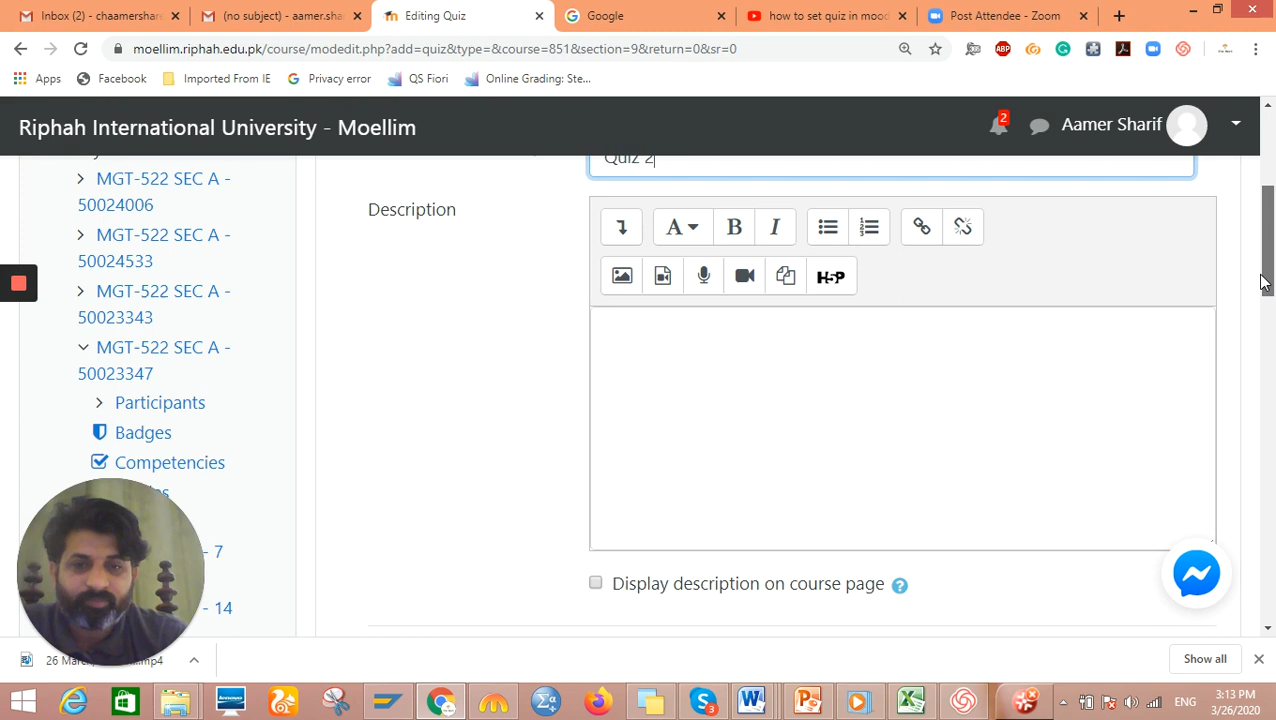 Inbox (2) - chaamershare
(no subject) - aamer.sha
Editing Quiz
Google
how to set quiz in mood
Post Attendee - Zoom
moellim.riphah.edu.pk/course/modedit.php?add=quiz&type=&course=851&section=9&return=0&sr=0
ABP
Apps
Facebook
Imported From IE
Privacy error
QS Fiori
Online Grading: Ste...
Riphah International University - Moellim
2
Aamer Sharif
Quiz 2
MGT-522 SEC A -
50024006
Description
A B I
MGT-522 SEC A -
50024533
H5P
MGT-522 SEC A -
50023343
MGT-522 SEC A -
50023347
Participants
Badges
Competencies
- 7
Display description on course page
- 14
Show all
3:13 PM
ENG
3/26/2020